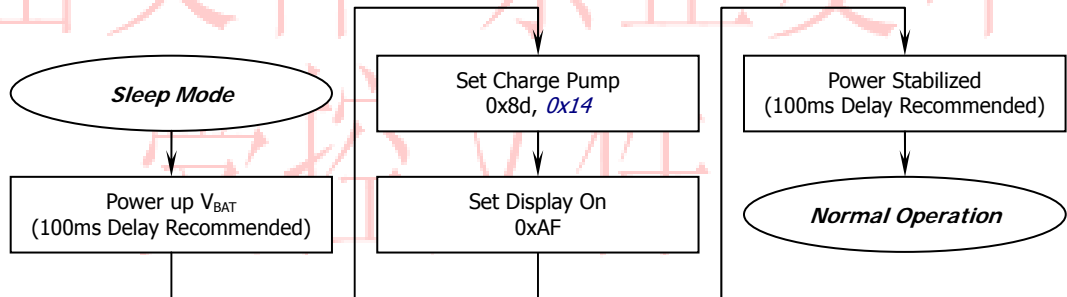 Sleep Mode
Power up VBAT
(100ms Delay Recommended)
Set Charge Pump
0x8d, 0x14
Set Display On
0xAF
Power Stabilized
(100ms Delay Recommended)
Normal Operation